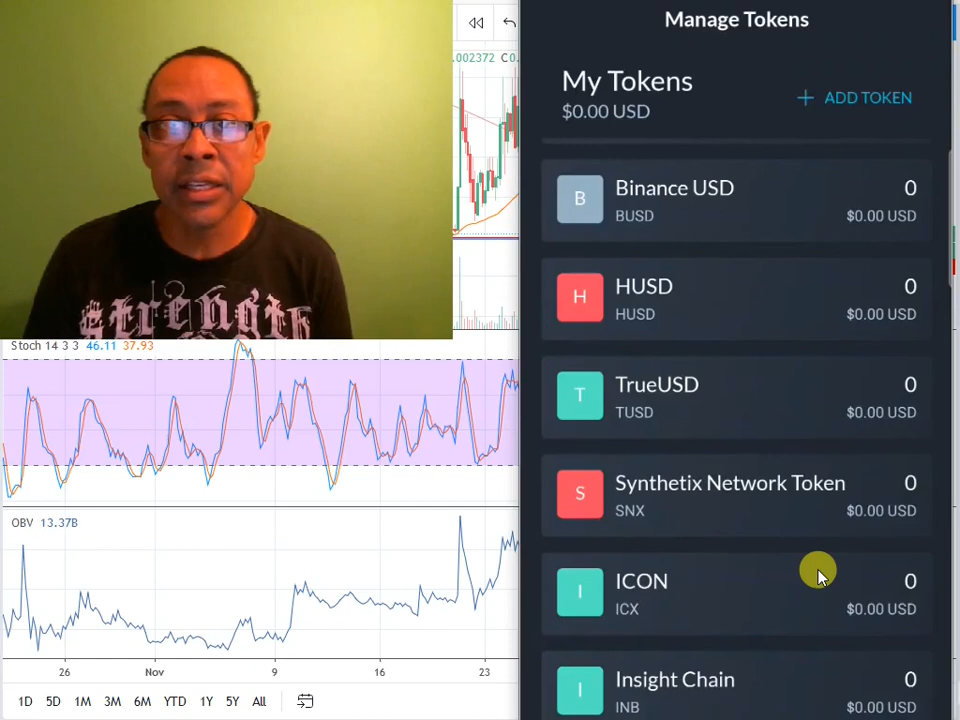 Manage Tokens
My Tokens
$0.00 USD
+ ADD TOKEN
B
Binance USD
0
BUSD
$0.00 USD
H
HUSD
0
HUSD
$0.00 USD
T
TrueUSD
0
TUSD
$0.00 USD
S
Synthetix Network Token
0
SNX
$0.00 USD
I
ICON
0
ICX
$0.00 USD
I
Insight Chain
0
INB
$0.00 USD
.002372 C0.
strength
Stoch 14 3 3 46.11 37.93
OBV 13.37B
26 Nov 9 16 23
1D 5D 1M 3M 6M YTD 1Y 5Y All